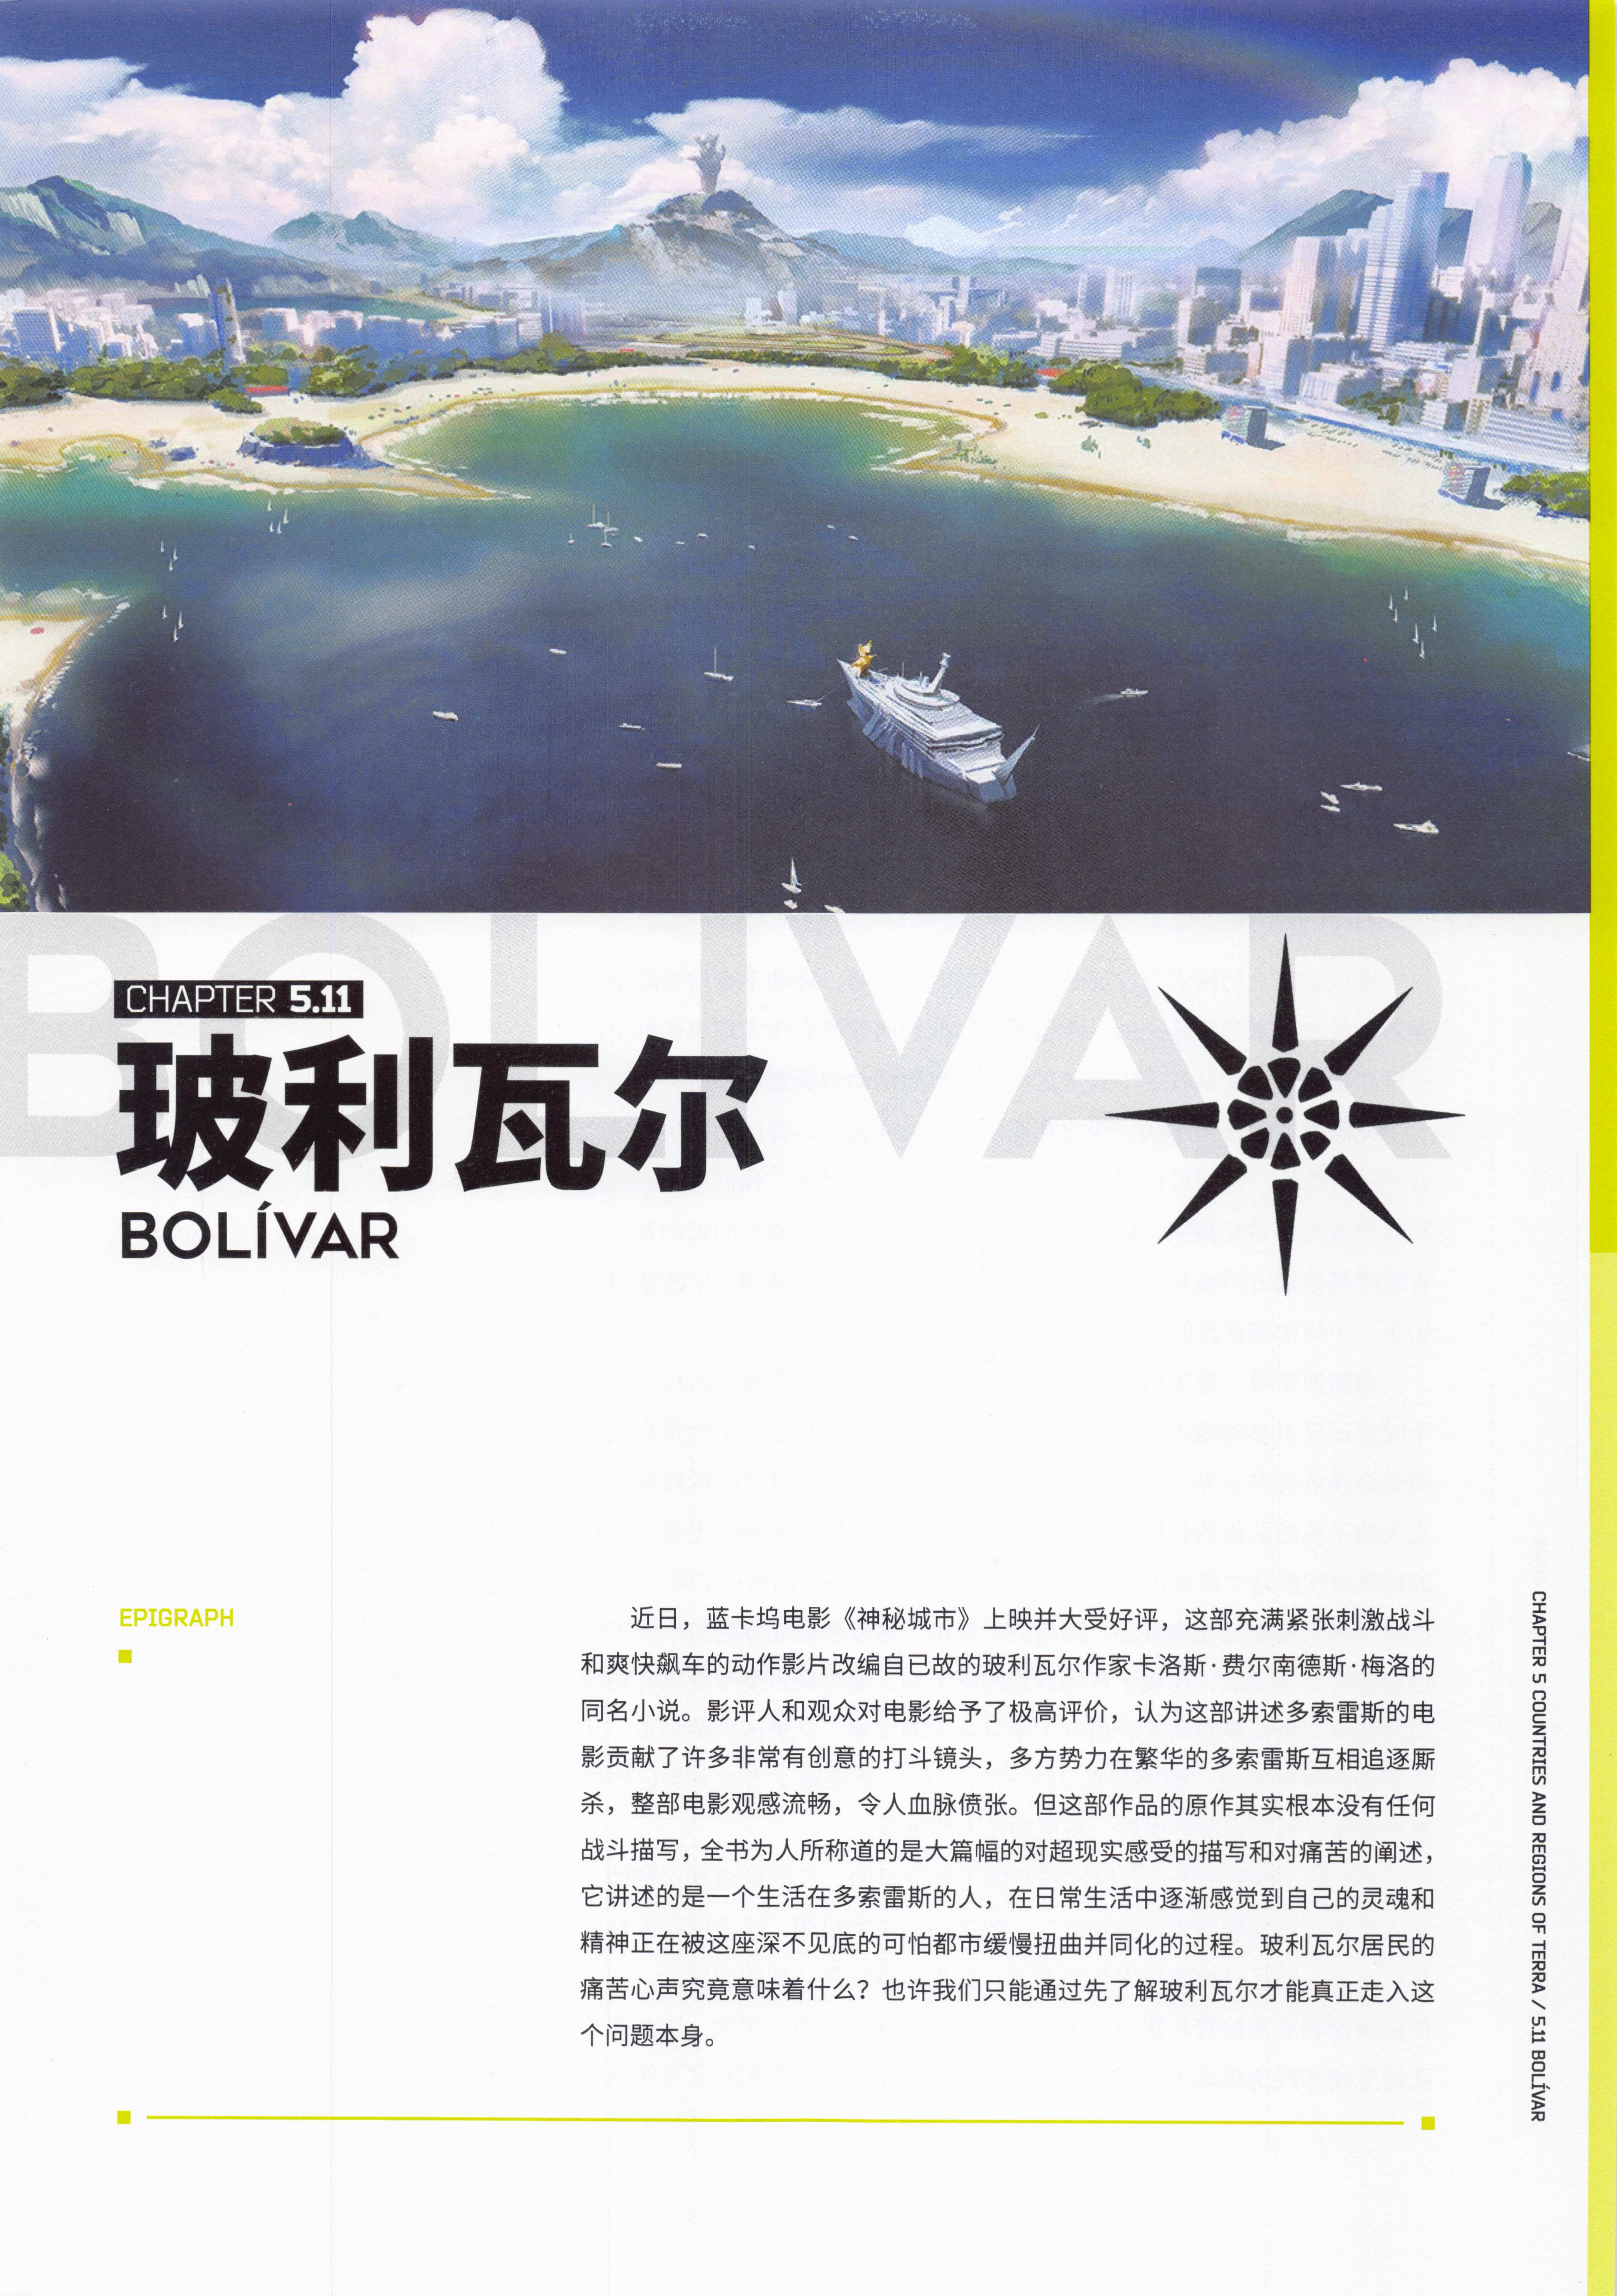 BOLÍVAR
CHAPTER 5.11
玻利瓦尔
BOLÍVAR
EPIGRAPH
近日，蓝卡坞电影《神秘城市》上映并大受好评，这部充满紧张刺激战斗
和爽快飙车的动作影片改编自已故的玻利瓦尔作家卡洛斯·费尔南德斯·梅洛的
同名小说。影评人和观众对电影给予了极高评价，认为这部讲述多索雷斯的电
影贡献了许多非常有创意的打斗镜头，多方势力在繁华的多索雷斯互相追逐厮
杀，整部电影观感流畅，令人血脉偾张。但这部作品的原作其实根本没有任何
战斗描写，全书为人所称道的是大篇幅的对超现实感受的描写和对痛苦的阐述，
它讲述的是一个生活在多索雷斯的人，在日常生活中逐渐感觉到自己的灵魂和
精神正在被这座深不见底的可怕都市缓慢扭曲并同化的过程。玻利瓦尔居民的
痛苦心声究竟意味着什么？也许我们只能通过先了解玻利瓦尔才能真正走入这
个问题本身。
CHAPTER 5 COUNTRIES AND REGIONS OF TERRA / 5.11 BOLÍVAR